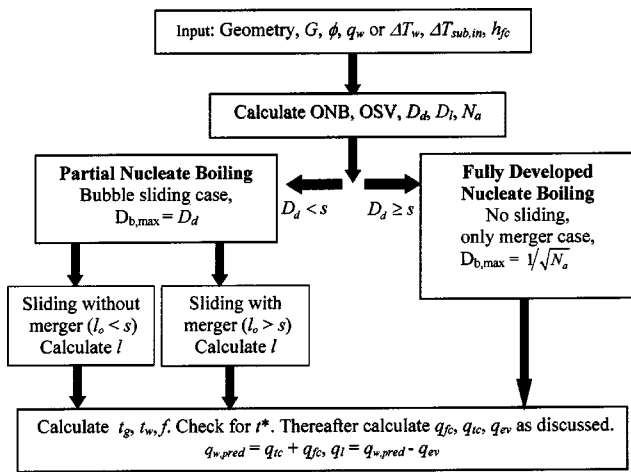 Input: Geometry, G, ϕ, q_w or ΔT_w, ΔT_sub,in, h_fc
Calculate ONB, OSV, D_d, D_l, N_a
Partial Nucleate Boiling
Bubble sliding case,
D_b,max = D_d
D_d < s
D_d ≥ s
Fully Developed
Nucleate Boiling
No sliding,
only merger case,
D_b,max = 1/√N_a
Sliding without
merger (l_o < s)
Calculate l
Sliding with
merger (l_o > s)
Calculate l
Calculate t_g, t_w, f. Check for t*. Thereafter calculate q_fc, q_tc, q_ev as discussed.
q_w,pred = q_tc + q_fc, q_l = q_w,pred - q_ev